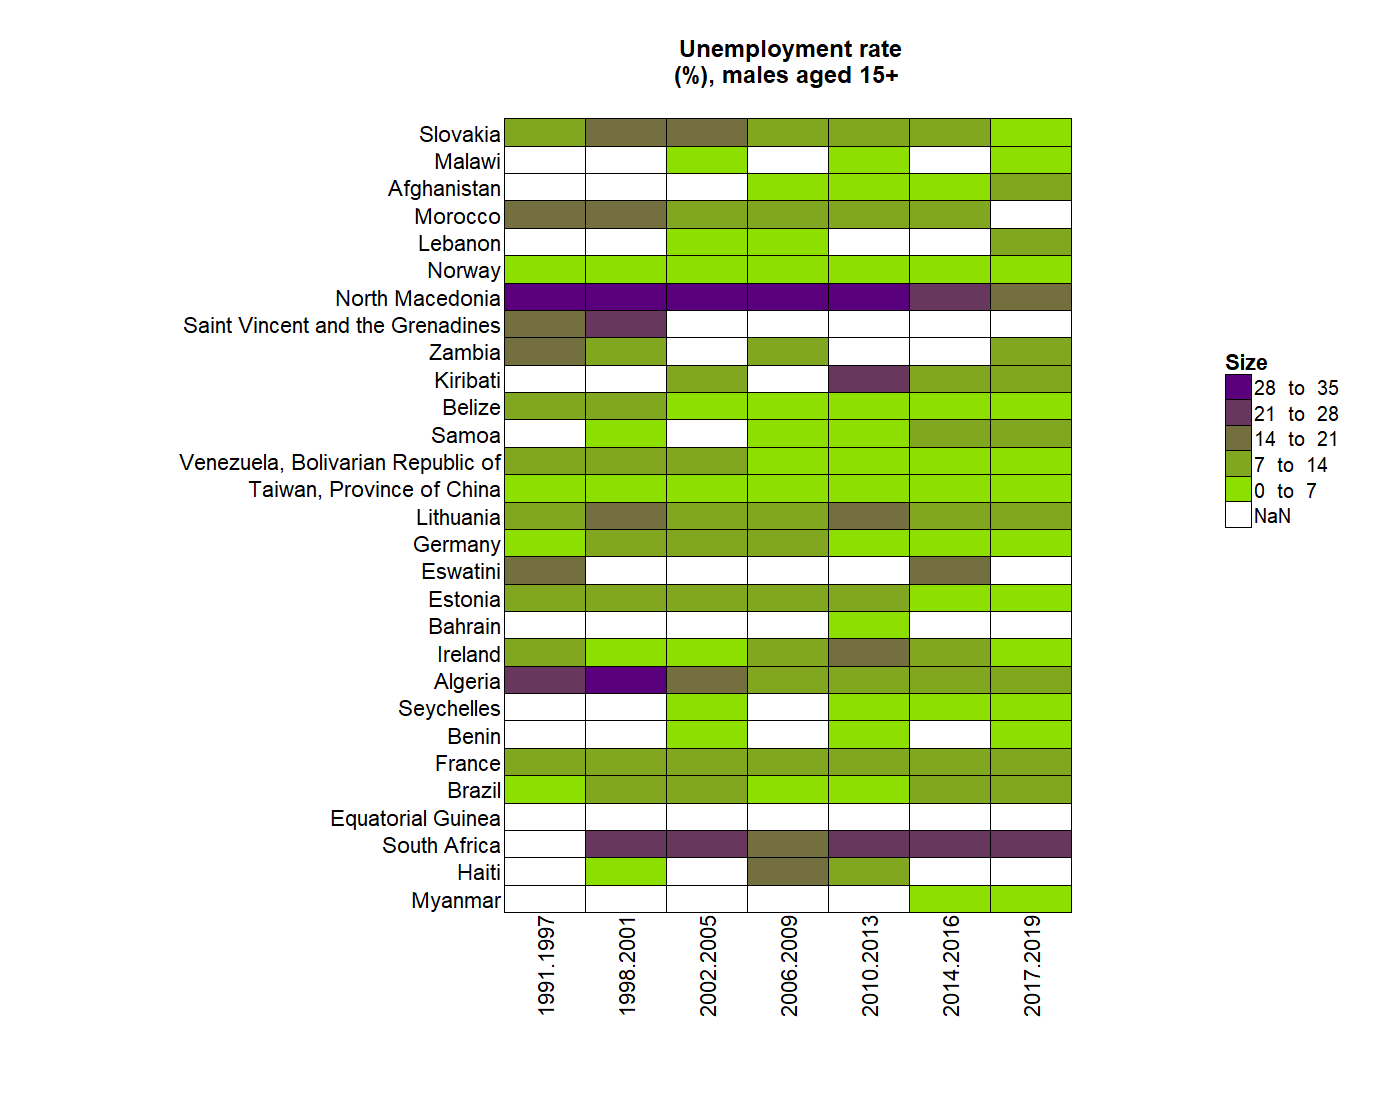 Unemployment rate
(%), males aged 15+
Slovakia
Malawi
Afghanistan
Morocco
Lebanon
Norway
North Macedonia
Saint Vincent and the Grenadines
Zambia
Kiribati
Belize
Samoa
Venezuela, Bolivarian Republic of
Taiwan, Province of China
Lithuania
Germany
Eswatini
Estonia
Bahrain
Ireland
Algeria
Seychelles
Benin
France
Brazil
Equatorial Guinea
South Africa
Haiti
Myanmar
1991.1997
1998.2001
2002.2005
2006.2009
2010.2013
2014.2016
2017.2019
Size
28 to 35
21 to 28
14 to 21
7 to 14
0 to 7
NaN